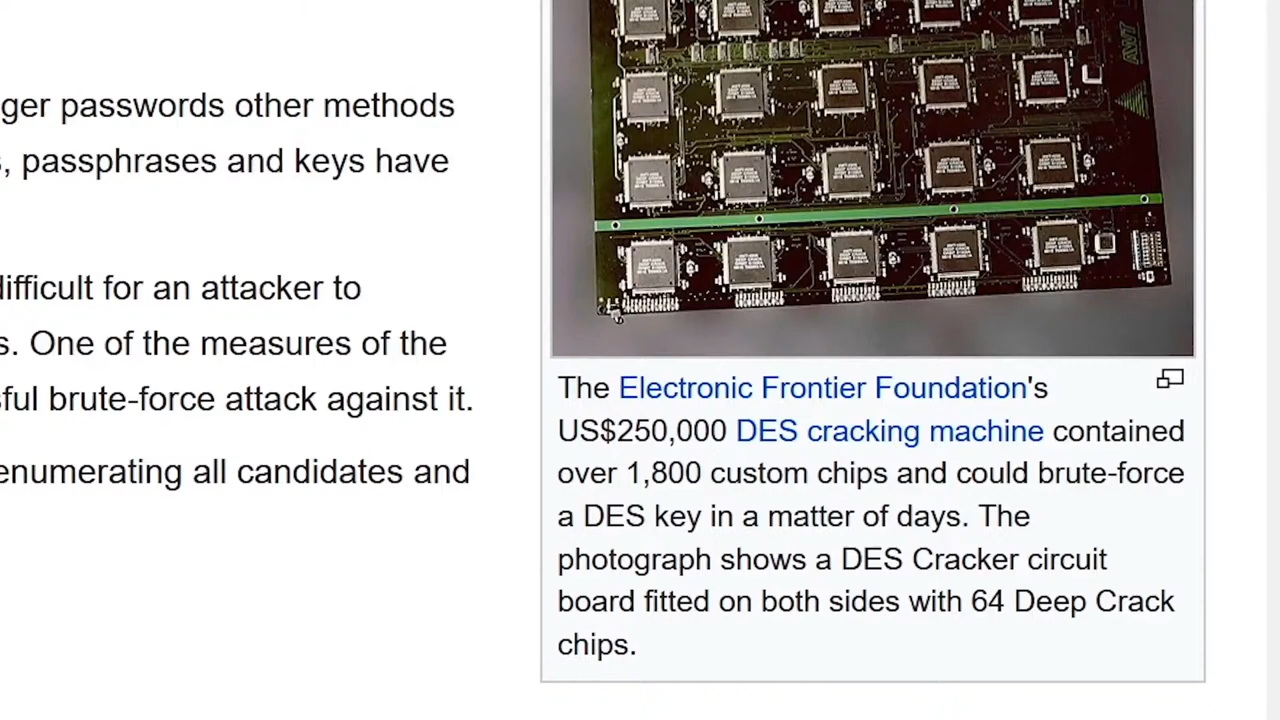 ger passwords other methods
, passphrases and keys have
difficult for an attacker to
s. One of the measures of the
sful brute-force attack against it.
enumerating all candidates and
The Electronic Frontier Foundation's
US$250,000 DES cracking machine contained
over 1,800 custom chips and could brute-force
a DES key in a matter of days. The
photograph shows a DES Cracker circuit
board fitted on both sides with 64 Deep Crack
chips.